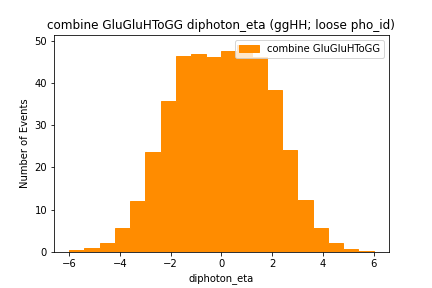 combine GluGluHToGG diphoton_eta (ggHH; loose pho_id)
combine GluGluHToGG
Number of Events
50
40
30
20
10
0
−6 −4 −2 0 2 4 6
diphoton_eta